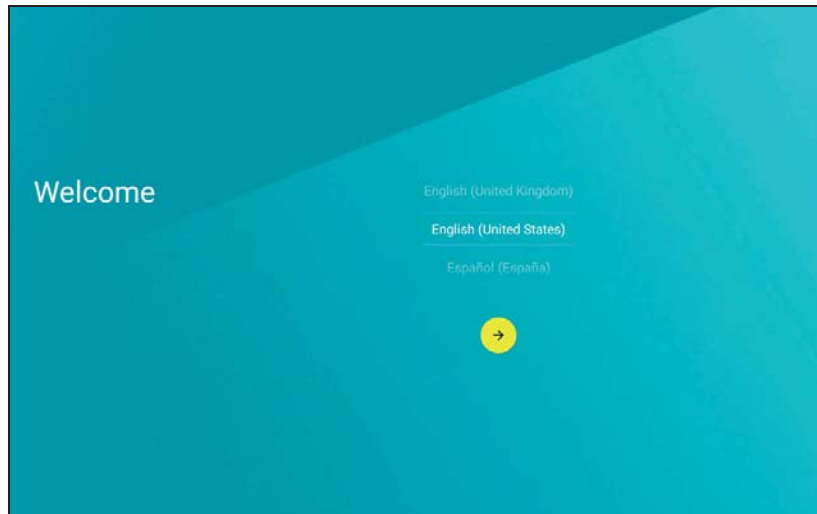 Welcome
English (United Kingdom)
English (United States)
Español (España)